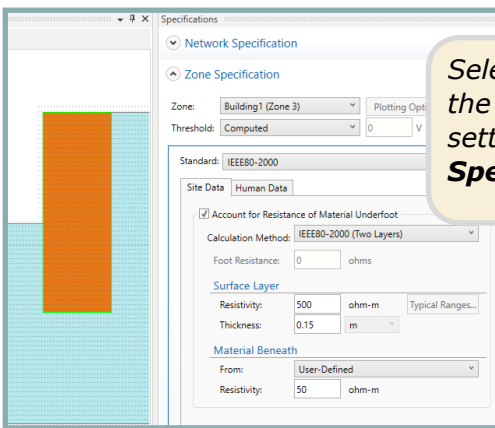 Specifications
Network Specification
Zone Specification
Zone: Building1 (Zone 3) Plotting Opt
Threshold: Computed 0 V
Standard: IEEE80-2000
Site Data Human Data
Account for Resistance of Material Underfoot
Calculation Method: IEEE80-2000 (Two Layers)
Foot Resistance: 0 ohms
Surface Layer
Resistivity: 500 ohm-m Typical Ranges...
Thickness: 0.15 m
Material Beneath
From: User-Defined
Resistivity: 50 ohm-m
Sele
the
sett
Spe